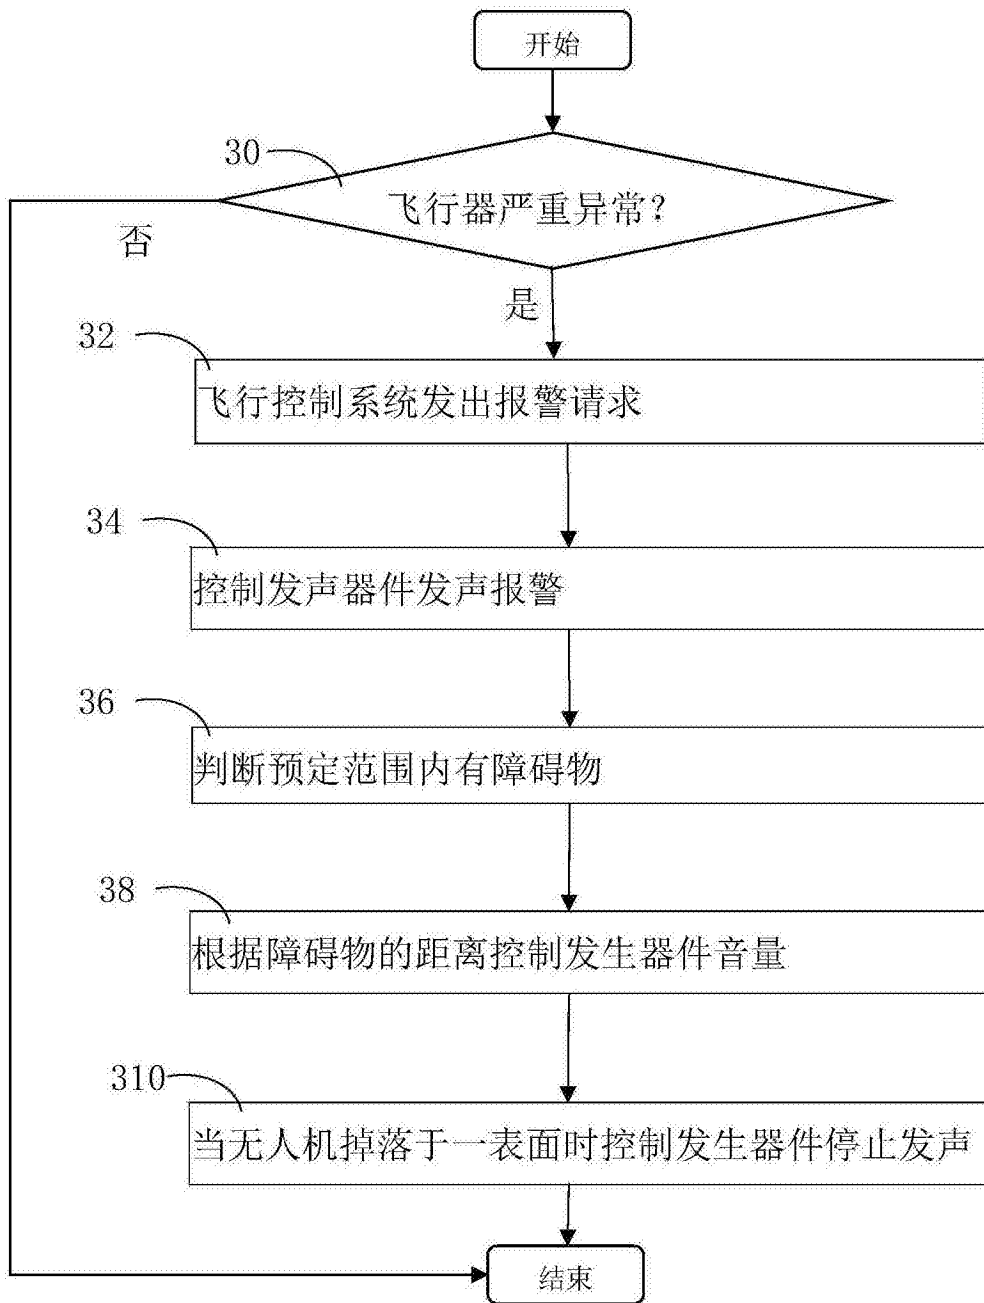 开始
30
飞行器严重异常?
否
是
32
飞行控制系统发出报警请求
34
控制发声器件发声报警
36
判断预定范围内有障碍物
38
根据障碍物的距离控制发生器件音量
310
当无人机掉落于一表面时控制发生器件停止发声
结束